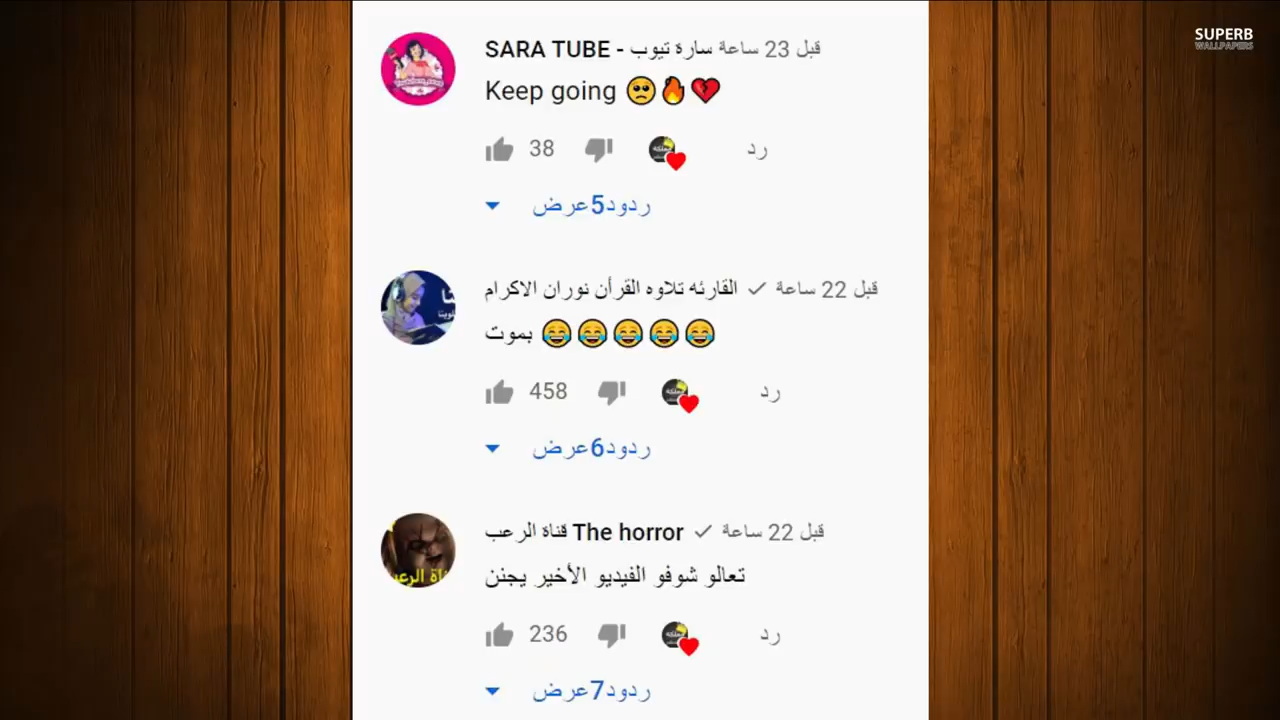 SUPERB
WALLPAPERS
SARA TUBE - سارة تيوب قبل 23 ساعة
Keep going 🥺🔥💔
38 رد
عرض 5 ردود
القارئه تلاوه القرأن نوران الاكرام قبل 22 ساعة
بموت 😂😂😂😂😂
458 رد
عرض 6 ردود
قناة الرعب The horror قبل 22 ساعة
تعالو شوفو الفيديو الأخير يجنن
236 رد
عرض 7 ردود